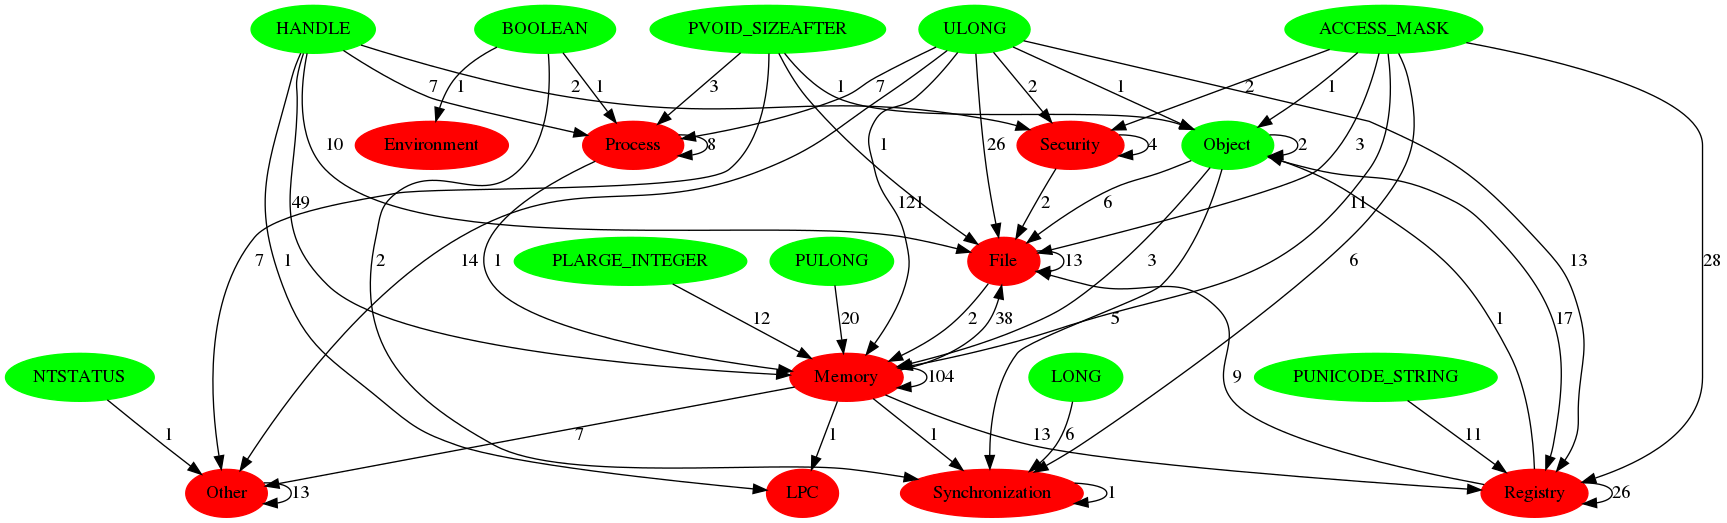 HANDLE BOOLEAN PVOID_SIZEAFTER ULONG ACCESS_MASK
7 2 1 1 3 1 7 2 1 2 1
Environment Process 8 Security 4 Object 2
10 1 26 3
49 121 2 6 11
7 1 2 14 1 PLARGE_INTEGER PULONG File 13 3 6 13 28
12 20 2 38 5 17 1
NTSTATUS Memory 104 LONG 9 PUNICODE_STRING
1 7 1 1 13 6 11
Other 13 LPC Synchronization 1 Registry 26